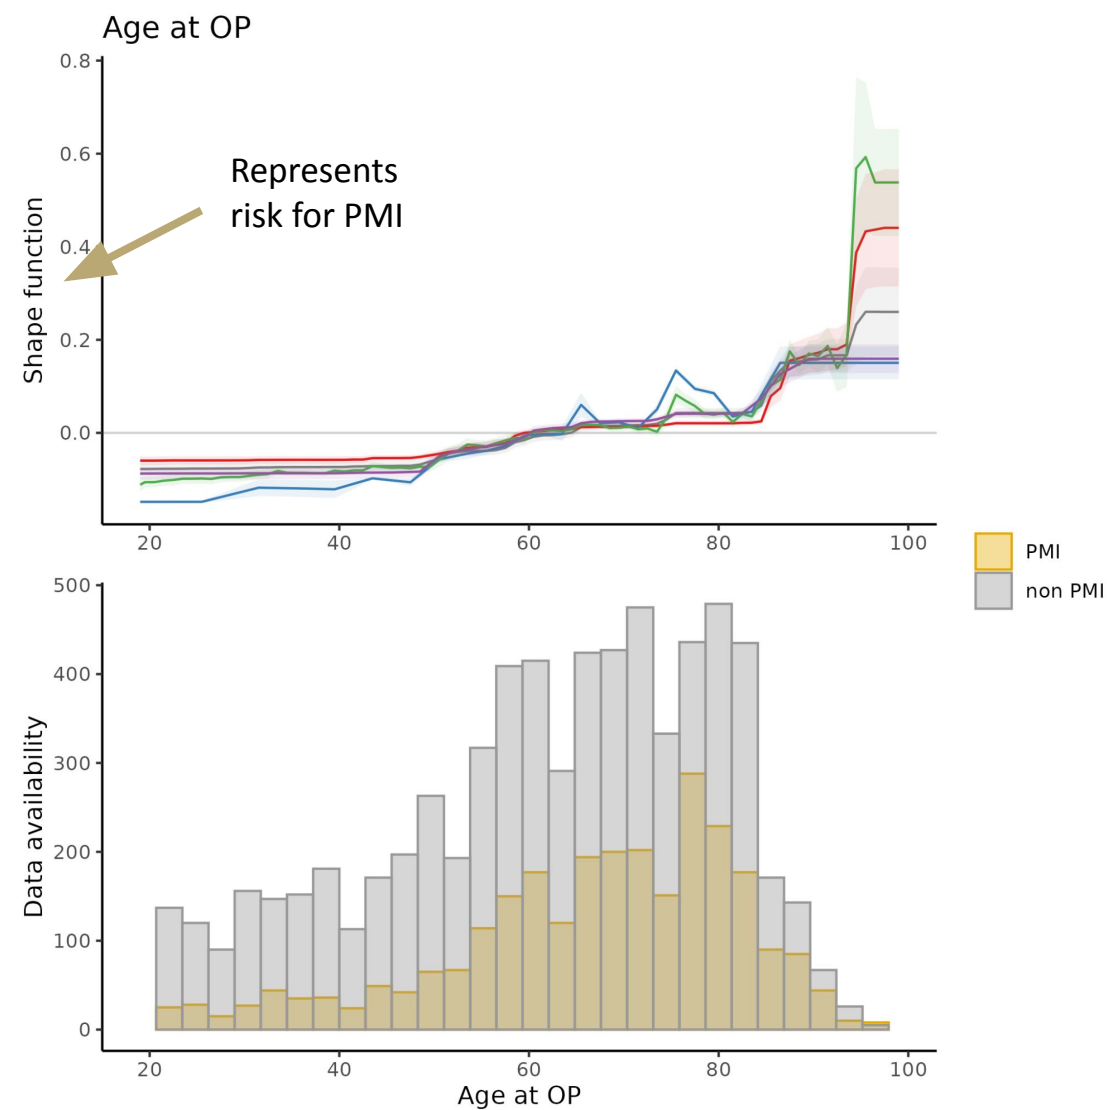 Age at OP
0.8
0.6
0.4
0.2
0.0
Shape function
Represents
risk for PMI
20 40 60 80 100
PMI
non PMI
500
400
300
200
100
0
Data availability
20 40 60 80 100
Age at OP